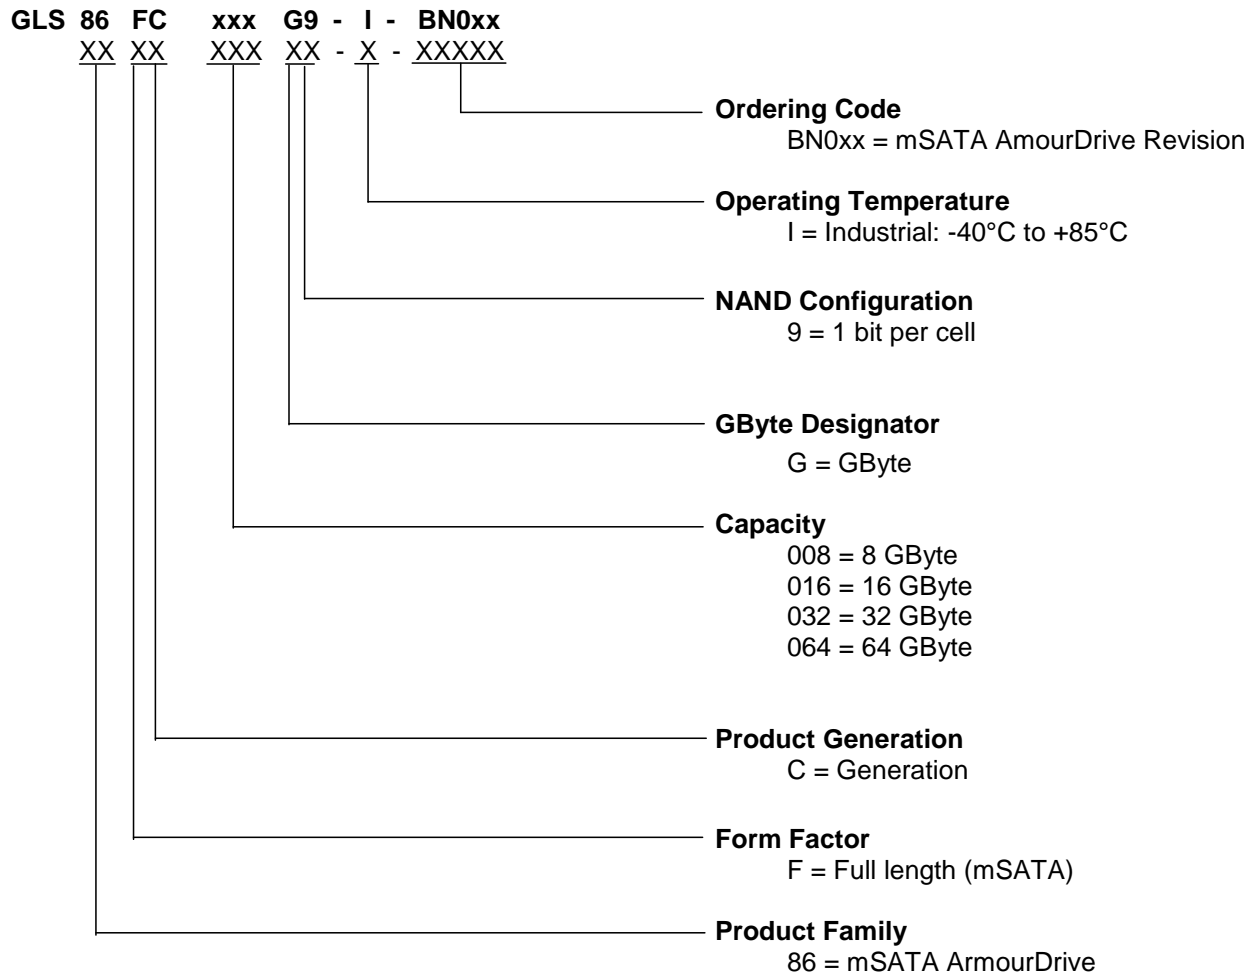 GLS 86 FC xxx G9 - I - BN0xx
XX XX XXX XX - X - XXXXX
Ordering Code
BN0xx = mSATA AmourDrive Revision
Operating Temperature
I = Industrial: -40°C to +85°C
NAND Configuration
9 = 1 bit per cell
GByte Designator
G = GByte
Capacity
008 = 8 GByte
016 = 16 GByte
032 = 32 GByte
064 = 64 GByte
Product Generation
C = Generation
Form Factor
F = Full length (mSATA)
Product Family
86 = mSATA ArmourDrive